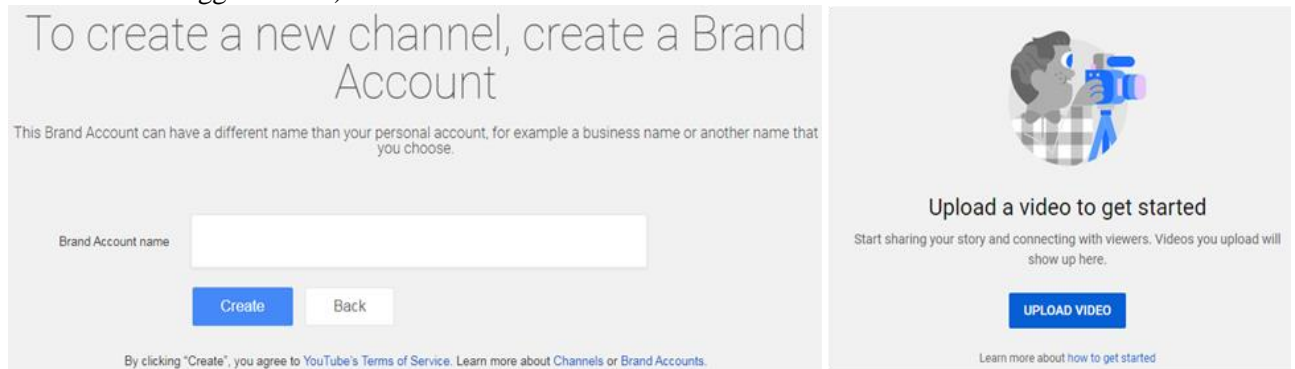 To create a new channel, create a Brand
Account
This Brand Account can have a different name than your personal account, for example a business name or another name that
you choose.
Brand Account name
Create
Back
By clicking "Create", you agree to YouTube's Terms of Service. Learn more about Channels or Brand Accounts.
Upload a video to get started
Start sharing your story and connecting with viewers. Videos you upload will
show up here.
UPLOAD VIDEO
Learn more about how to get started